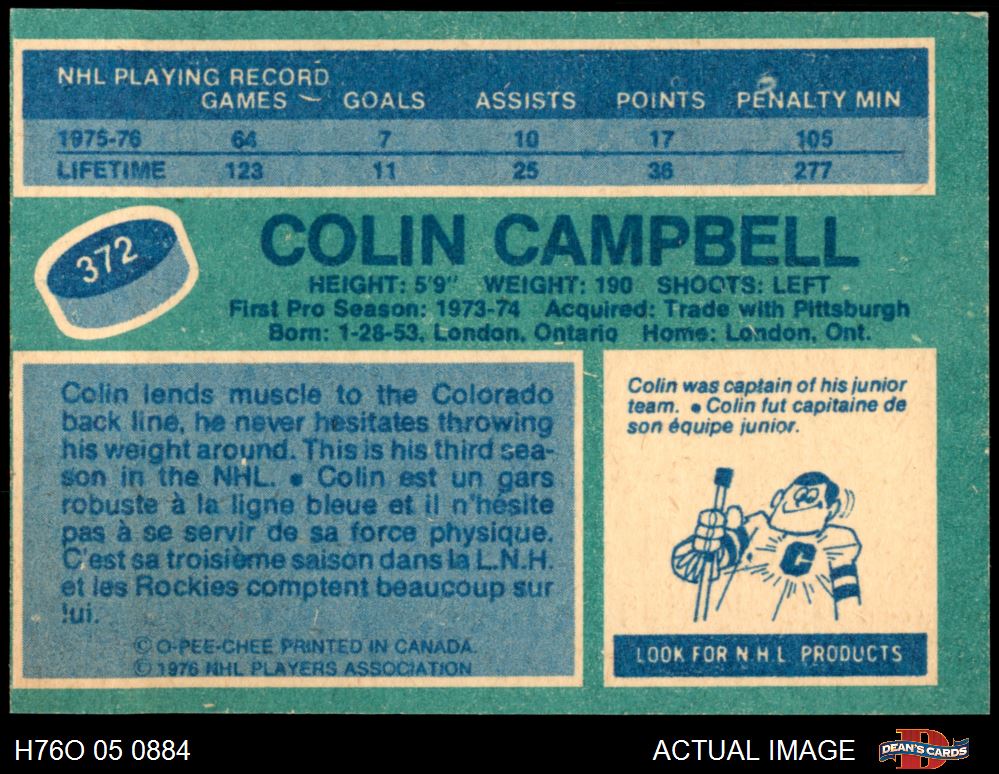 NHL PLAYING RECORD
GAMES GOALS ASSISTS POINTS PENALTY MIN
1975-76 64 7 10 17 105
LIFETIME 123 11 25 36 277
372
COLIN CAMPBELL
HEIGHT: 5'9" WEIGHT: 190 SHOOTS: LEFT
First Pro Season: 1973-74 Acquired: Trade with Pittsburgh
Born: 1-28-53, London, Ontario Home: London, Ont.
Colin lends muscle to the Colorado
back line, he never hesitates throwing
his weight around. This is his third sea-
son in the NHL. • Colin est un gars
robuste à la ligne bleue et il n'hésite
pas à se servir de sa force physique.
C'est sa troisième saison dans la L.N.H.
et les Rockies comptent beaucoup sur
lui.
© O-PEE-CHEE PRINTED IN CANADA.
© 1976 NHL PLAYERS ASSOCIATION
Colin was captain of his junior
team. • Colin fut capitaine de
son équipe junior.
C
LOOK FOR N.H.L. PRODUCTS
H76O 05 0884
ACTUAL IMAGE
D
DEAN'S CARDS